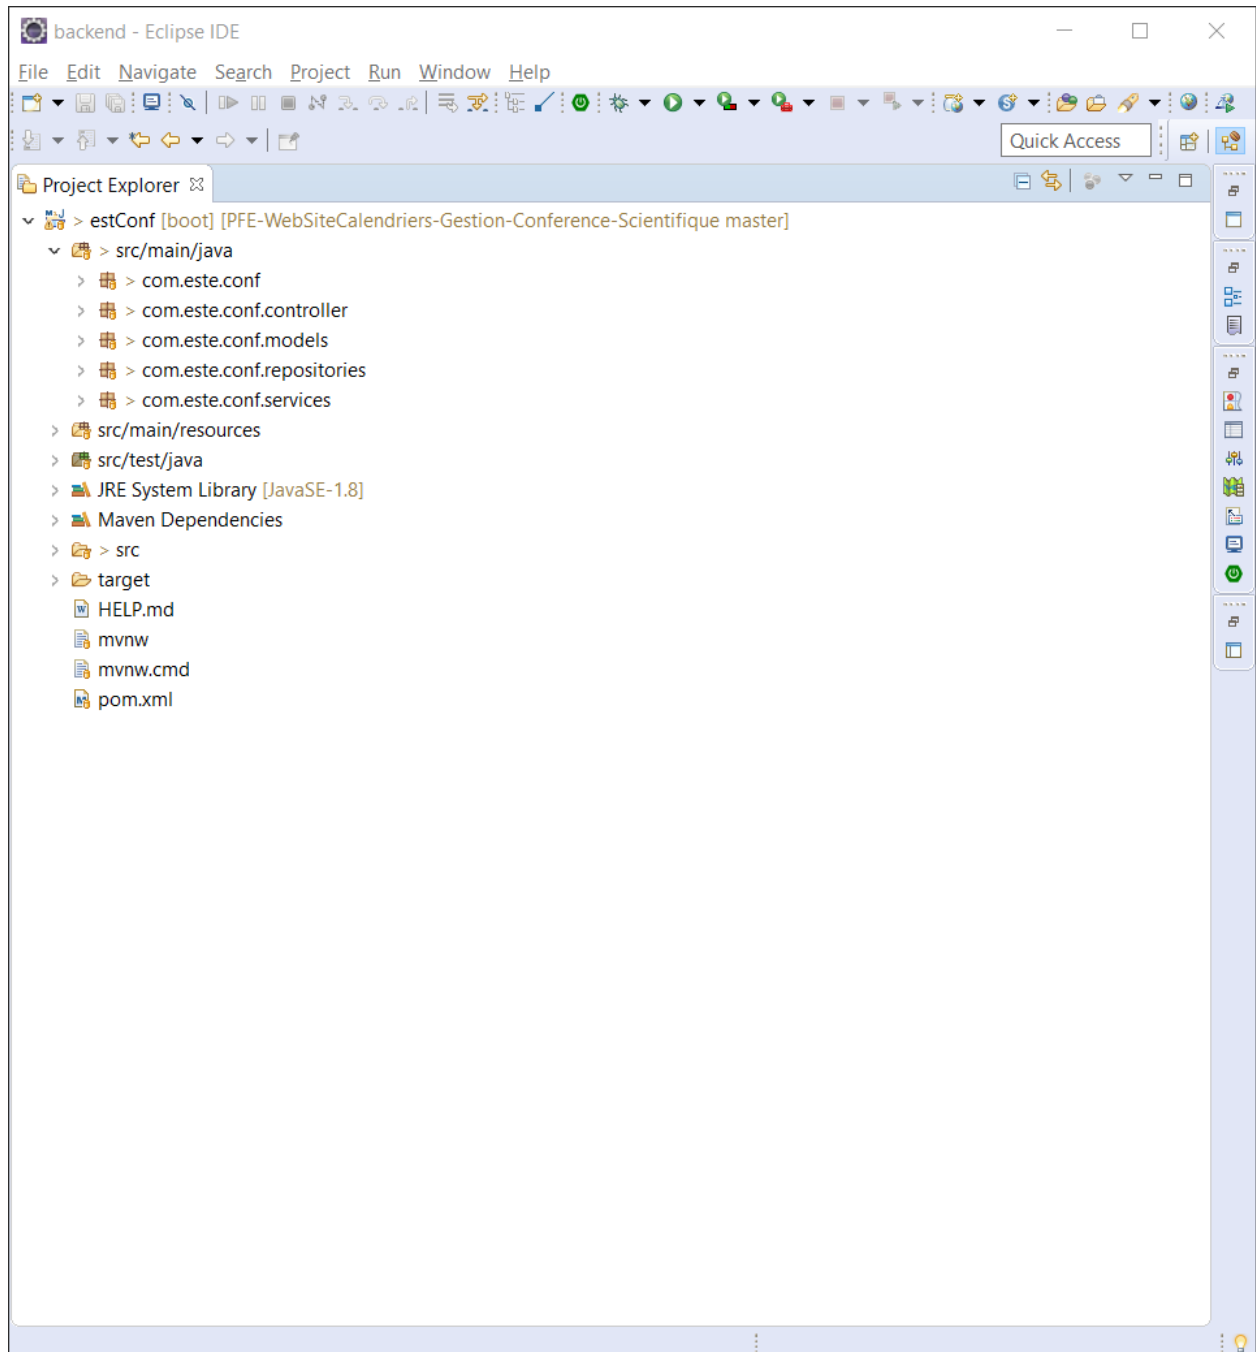 backend - Eclipse IDE
File Edit Navigate Search Project Run Window Help
Quick Access
Project Explorer
> estConf [boot] [PFE-WebSiteCalendriers-Gestion-Conference-Scientifique master]
> src/main/java
> com.este.conf
> com.este.conf.controller
> com.este.conf.models
> com.este.conf.repositories
> com.este.conf.services
src/main/resources
src/test/java
JRE System Library [JavaSE-1.8]
Maven Dependencies
> src
target
HELP.md
mvnw
mvnw.cmd
pom.xml